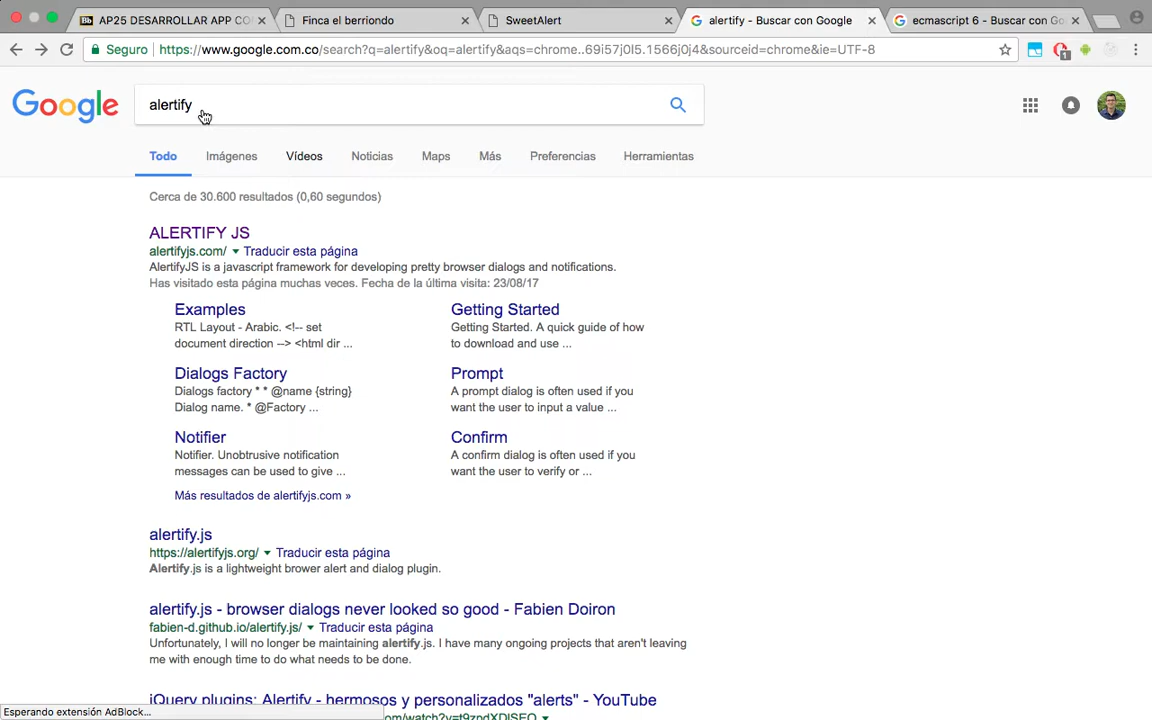 Bb AP25 DESARROLLAR APP CO
Finca el berriondo
SweetAlert
alertify - Buscar con Google
ecmascript 6 - Buscar con Go
Seguro https://www.google.com.co/search?q=alertify&oq=alertify&aqs=chrome..69i57j0l5.1566j0j4&sourceid=chrome&ie=UTF-8
1
Google
alertify
Todo Imágenes Vídeos Noticias Maps Más Preferencias Herramientas
Cerca de 30.600 resultados (0,60 segundos)
ALERTIFY JS
alertifyjs.com/ Traducir esta página
AlertifyJS is a javascript framework for developing pretty browser dialogs and notifications.
Has visitado esta página muchas veces. Fecha de la última visita: 23/08/17
Examples
RTL Layout - Arabic. <!-- set
document direction --> <html dir ...
Getting Started
Getting Started. A quick guide of how
to download and use ...
Dialogs Factory
Dialogs factory * * @name {string}
Dialog name. * @Factory ...
Prompt
A prompt dialog is often used if you
want the user to input a value ...
Notifier
Notifier. Unobtrusive notification
messages can be used to give ...
Confirm
A confirm dialog is often used if you
want the user to verify or ...
Más resultados de alertifyjs.com »
alertify.js
https://alertifyjs.org/ Traducir esta página
Alertify.js is a lightweight brower alert and dialog plugin.
alertify.js - browser dialogs never looked so good - Fabien Doiron
fabien-d.github.io/alertify.js/ Traducir esta página
Unfortunately, I will no longer be maintaining alertify.js. I have many ongoing projects that aren't leaving
me with enough time to do what needs to be done.
jQuery plugins: Alertify - hermosos y personalizados "alerts" - YouTube
Esperando extensión AdBlock...